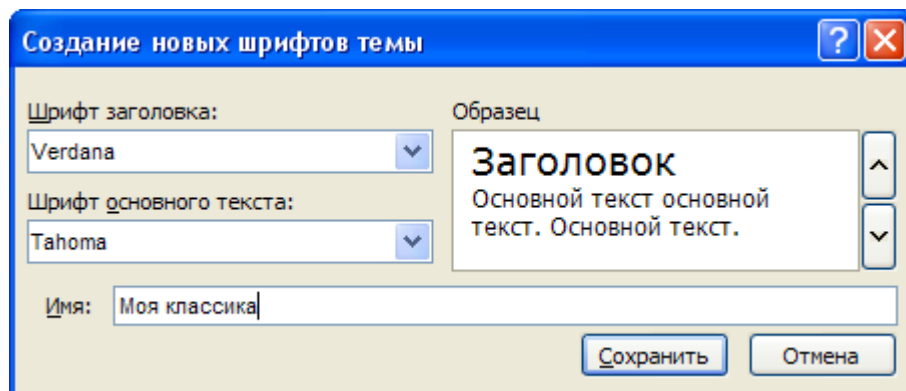 Создание новых шрифтов темы
Шрифт заголовка:
Verdana
Шрифт основного текста:
Tahoma
Образец
Заголовок
Основной текст основной
текст. Основной текст.
Имя: Моя классика
Сохранить Отмена